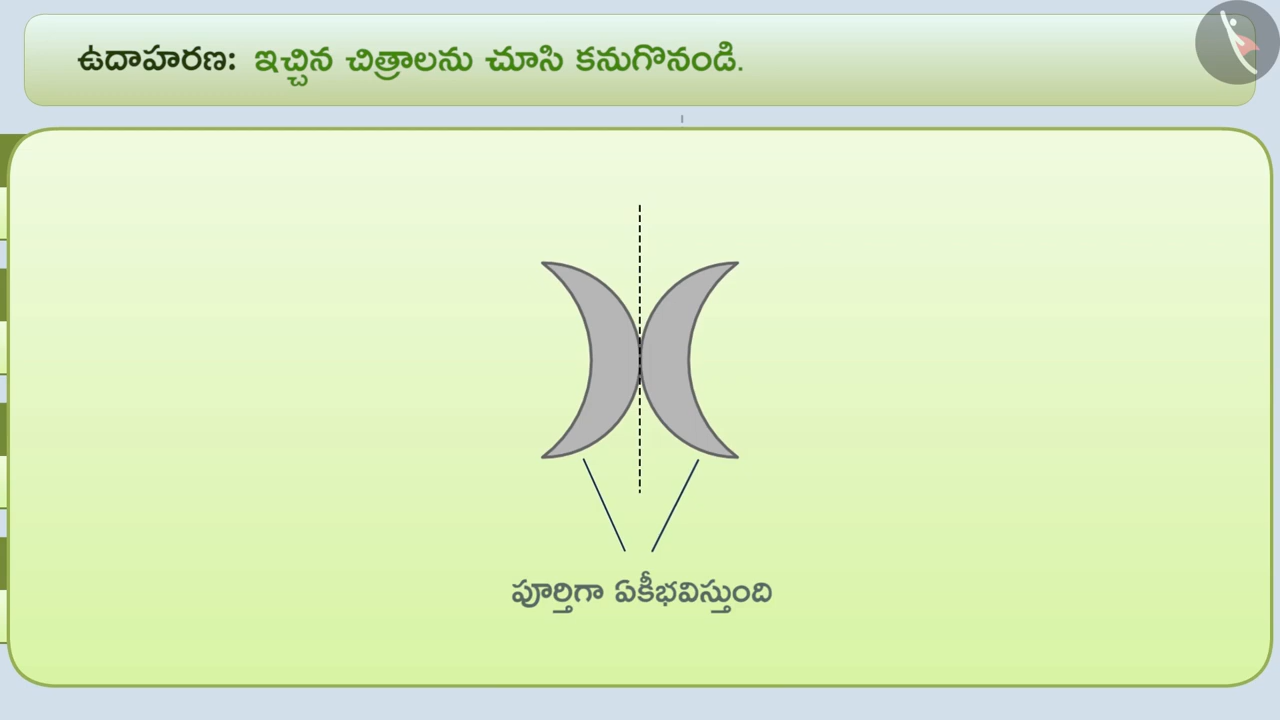 ఉదాహరణ: ఇచ్చిన చిత్రాలను చూసి కనుగొనండి.
పూర్తిగా ఏకీభవిస్తుంది